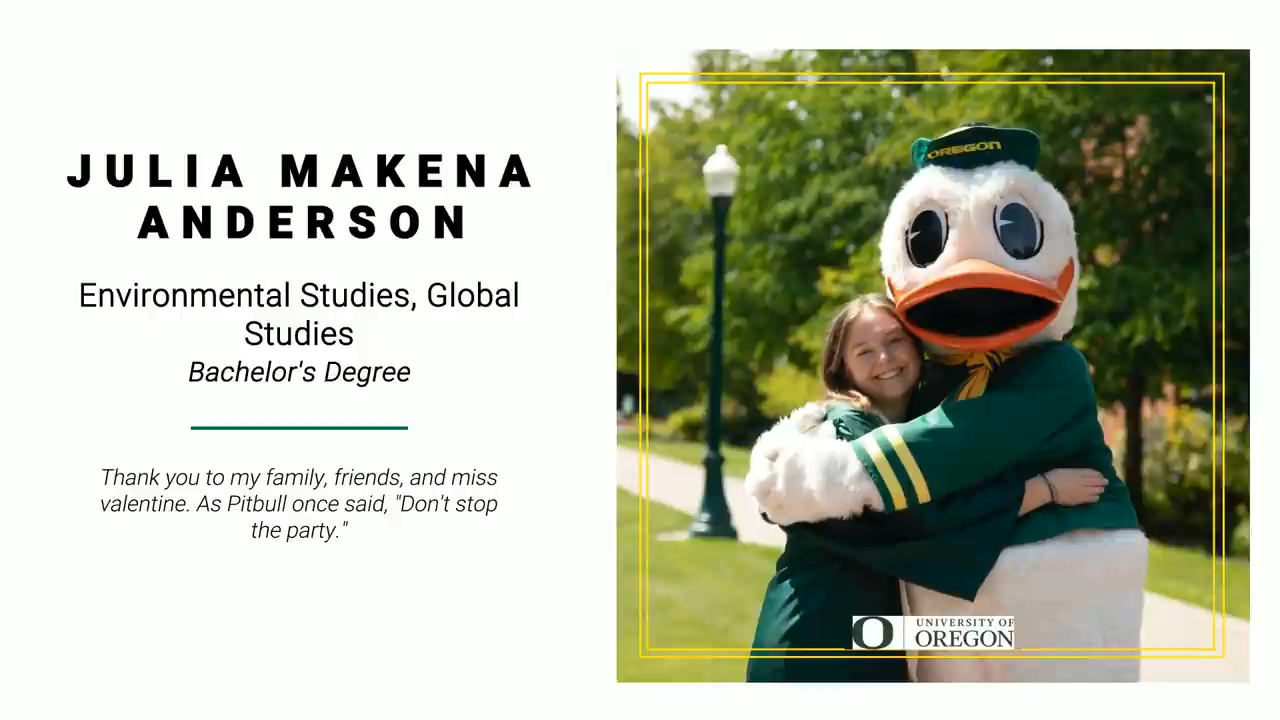 JULIA MAKENA
ANDERSON
Environmental Studies, Global
Studies
Bachelor's Degree
Thank you to my family, friends, and miss
valentine. As Pitbull once said, "Don't stop
the party."
OREGON
O UNIVERSITY OF
OREGON